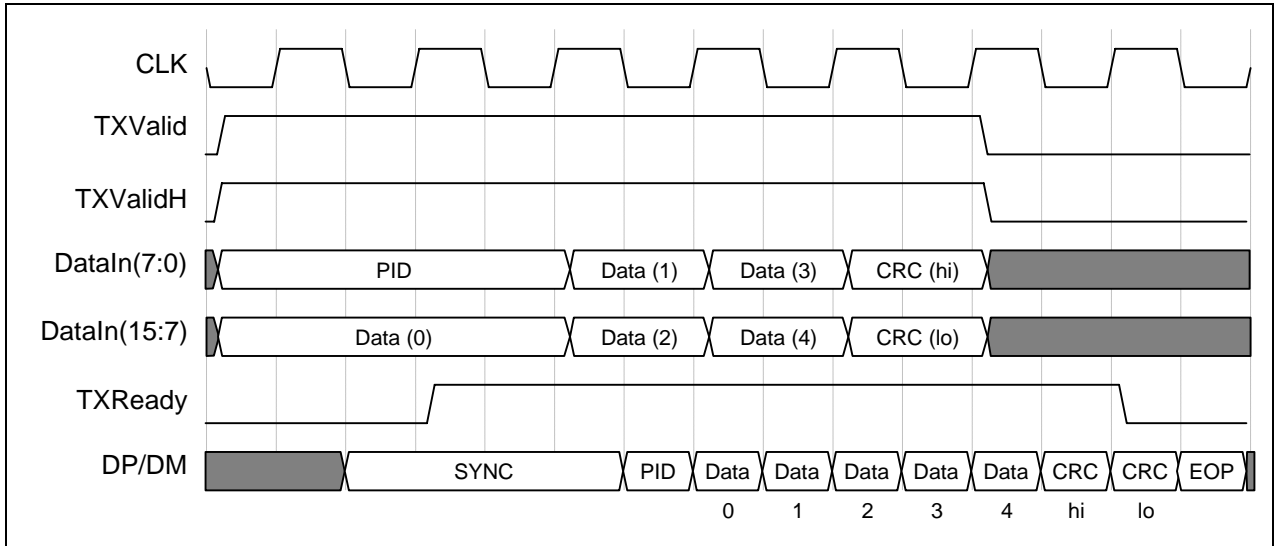 CLK
TXValid
TXValidH
DataIn(7:0) PID Data (1) Data (3) CRC (hi)
DataIn(15:7) Data (0) Data (2) Data (4) CRC (lo)
TXReady
DP/DM SYNC PID Data Data Data Data Data CRC CRC EOP
0 1 2 3 4 hi lo